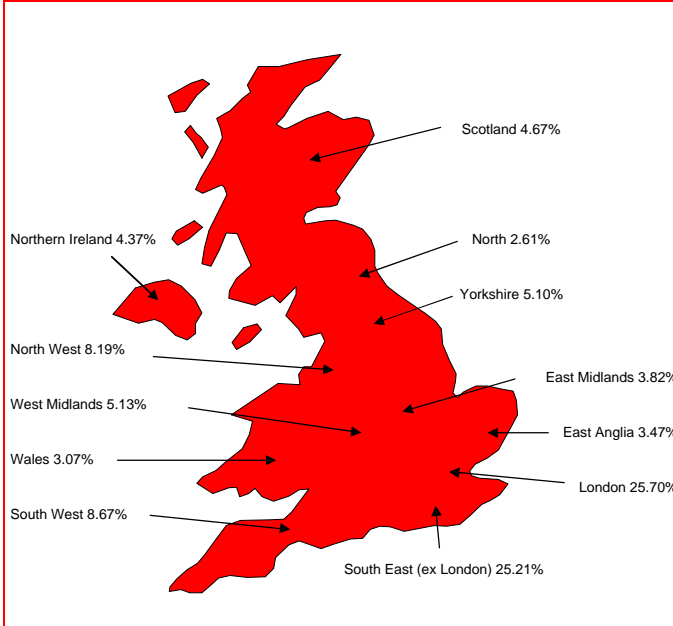 Scotland 4.67%
Northern Ireland 4.37%
North 2.61%
Yorkshire 5.10%
North West 8.19%
East Midlands 3.82%
West Midlands 5.13%
East Anglia 3.47%
Wales 3.07%
London 25.70%
South West 8.67%
South East (ex London) 25.21%